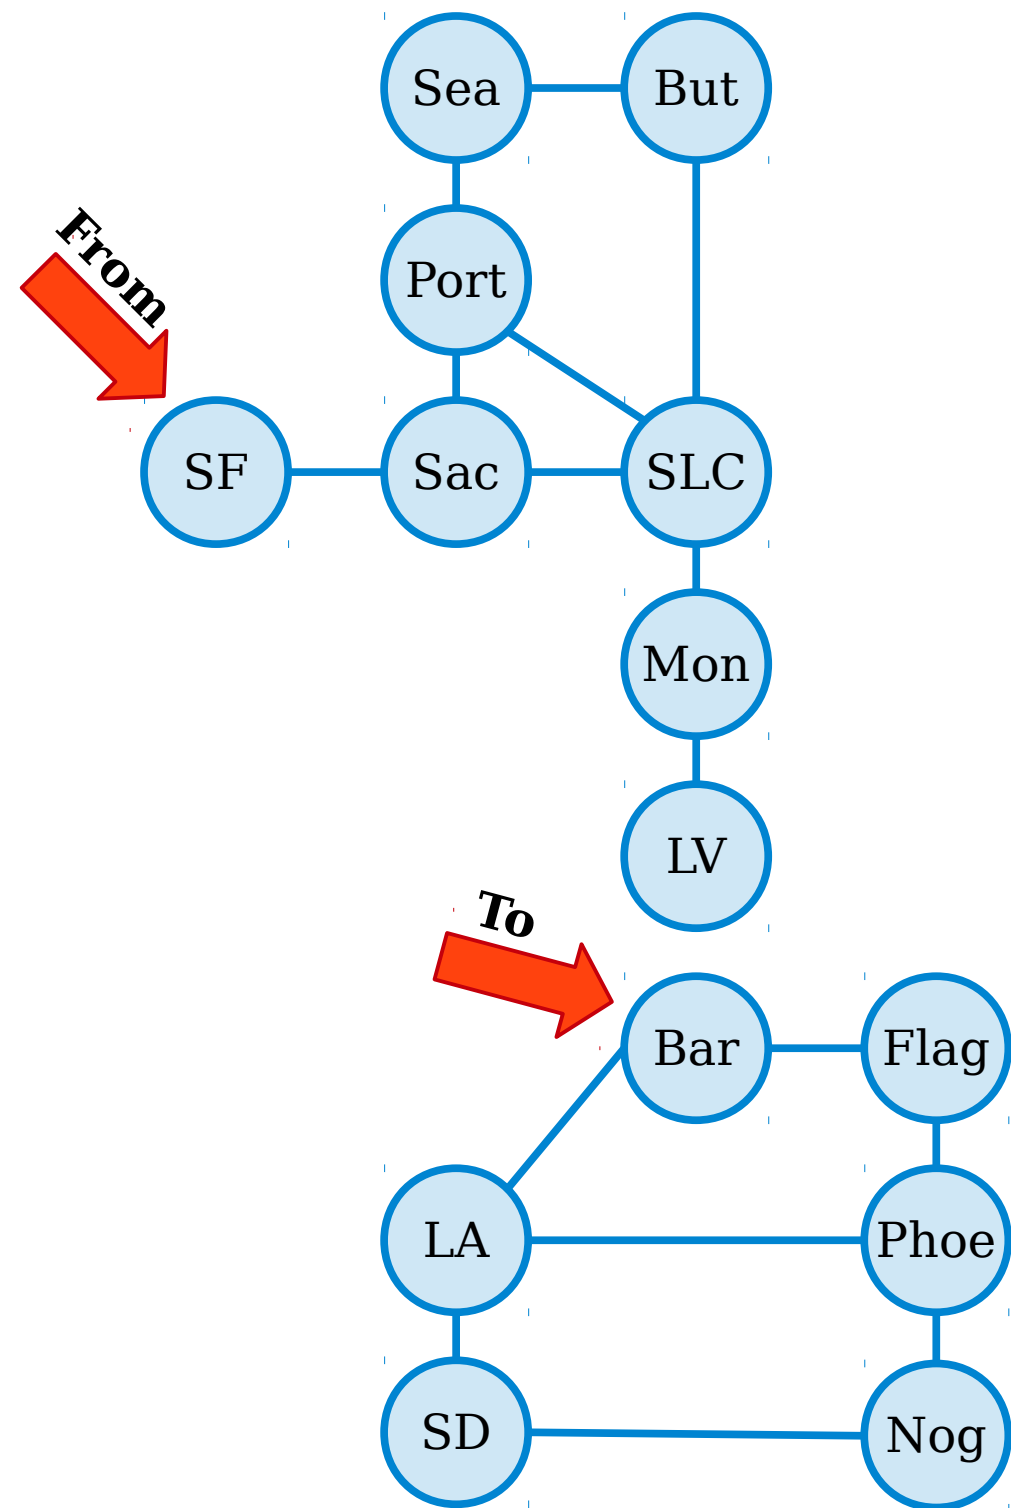 Sea
But
From
Port
SF
Sac
SLC
Mon
LV
To
Bar
Flag
LA
Phoe
SD
Nog